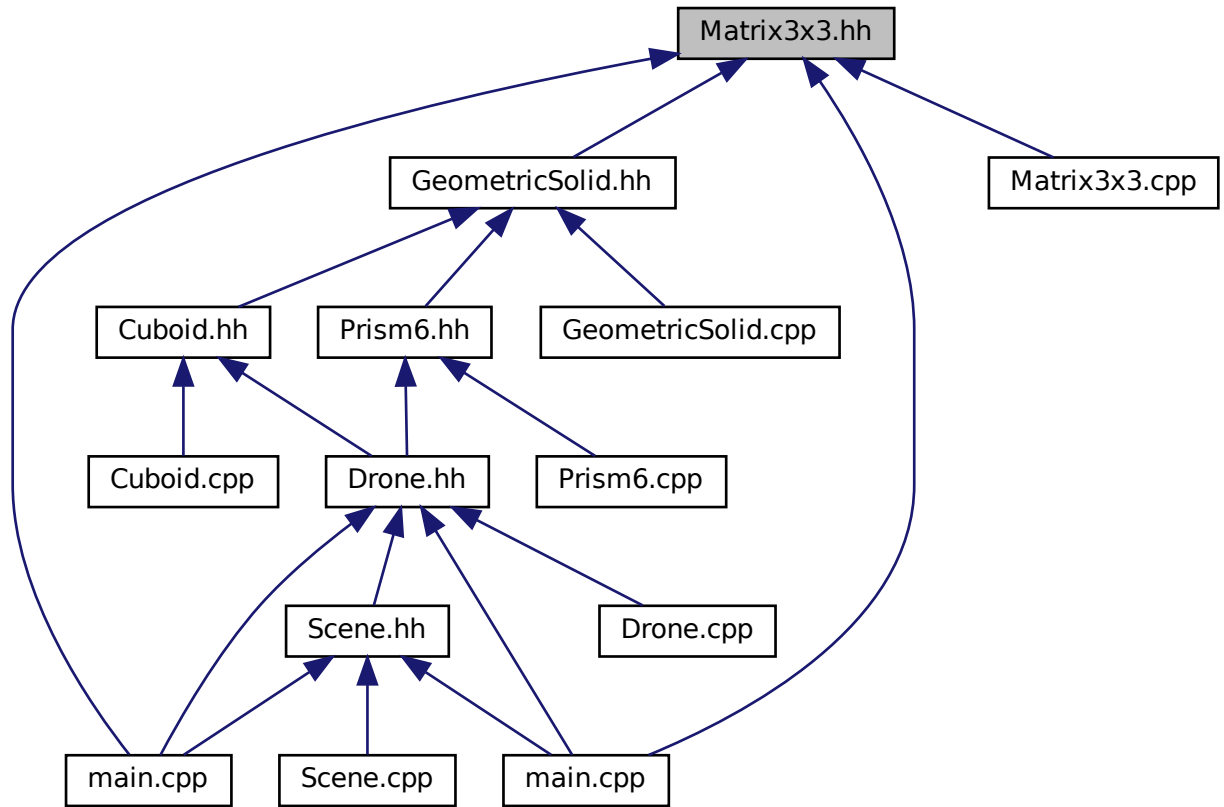 Matrix3x3.hh
GeometricSolid.hh
Matrix3x3.cpp
Cuboid.hh
Prism6.hh
GeometricSolid.cpp
Cuboid.cpp
Drone.hh
Prism6.cpp
Scene.hh
Drone.cpp
main.cpp
Scene.cpp
main.cpp